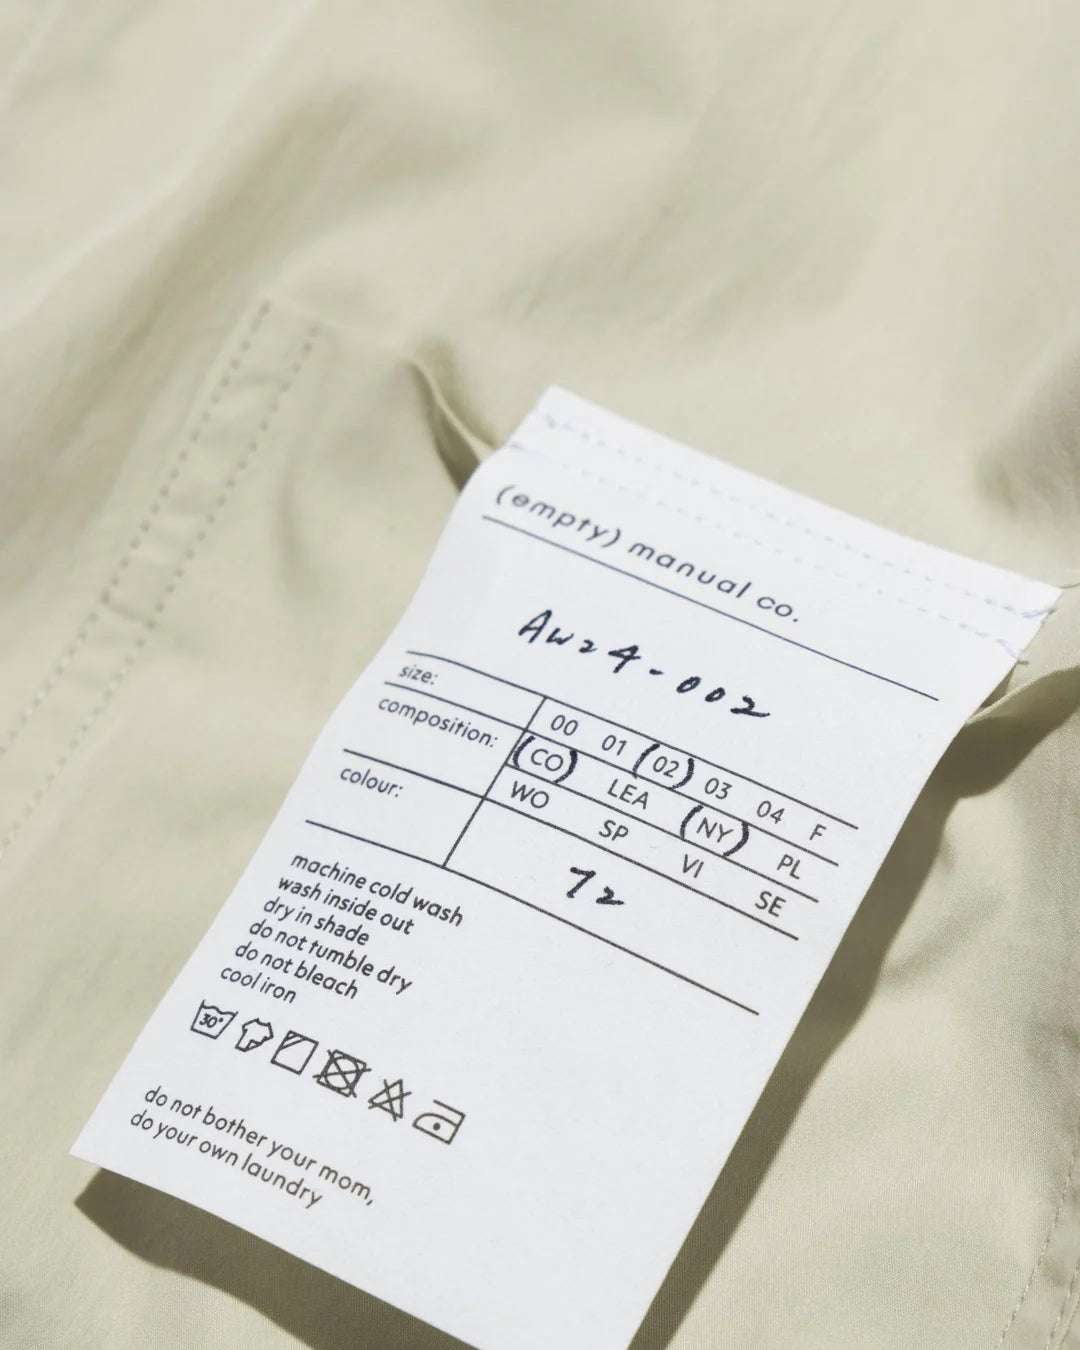 (empty) manual co.
AW24-002
size: 00 01 (02) 03 04 F
composition: (CO) LEA (NY) PL
WO SP VI SE
colour: 72
machine cold wash
wash inside out
dry in shade
do not tumble dry
do not bleach
cool iron
30°
do not bother your mom,
do your own laundry